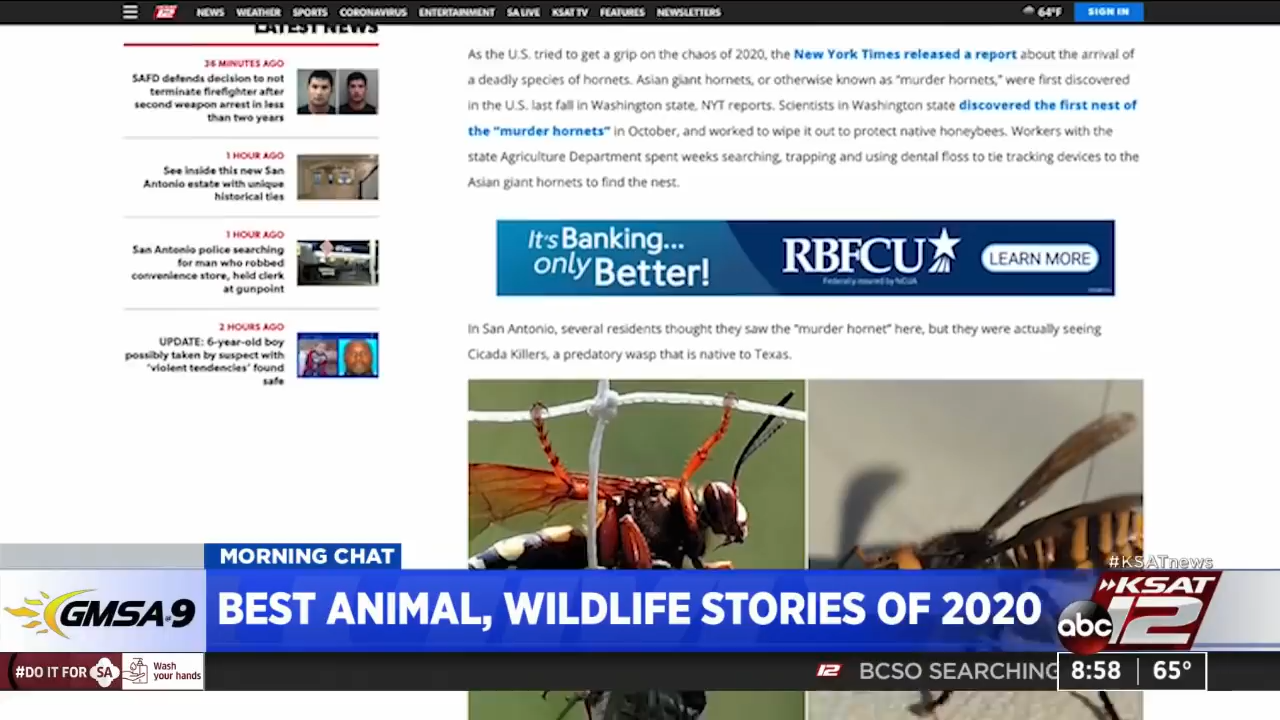 NEWS WEATHER SPORTS CORONAVIRUS ENTERTAINMENT SA LIVE KSAT TV FEATURES NEWSLETTERS
64°F
SIGN IN
LATEST NEWS
36 MINUTES AGO
SAFD defends decision to not
terminate firefighter after
second weapon arrest in less
than two years
1 HOUR AGO
See inside this new San
Antonio estate with unique
historical ties
1 HOUR AGO
San Antonio police searching
for man who robbed
convenience store, held clerk
at gunpoint
2 HOURS AGO
UPDATE: 6-year-old boy
possibly taken by suspect with
'violent tendencies' found
safe
As the U.S. tried to get a grip on the chaos of 2020, the New York Times released a report about the arrival of
a deadly species of hornets. Asian giant hornets, or otherwise known as "murder hornets," were first discovered
in the U.S. last fall in Washington state, NYT reports. Scientists in Washington state discovered the first nest of
the "murder hornets" in October, and worked to wipe it out to protect native honeybees. Workers with the
state Agriculture Department spent weeks searching, trapping and using dental floss to tie tracking devices to the
Asian giant hornets to find the nest.
It's Banking...
only Better!
RBFCU
Federally insured by NCUA
LEARN MORE
In San Antonio, several residents thought they saw the "murder hornet" here, but they were actually seeing
Cicada Killers, a predatory wasp that is native to Texas.
MORNING CHAT
#KSATnews
GMSA@9
BEST ANIMAL, WILDLIFE STORIES OF 2020
KSAT
abc 12
#DO IT FOR SA
Wash
your hands
12 BCSO SEARCHING
8:58 65°